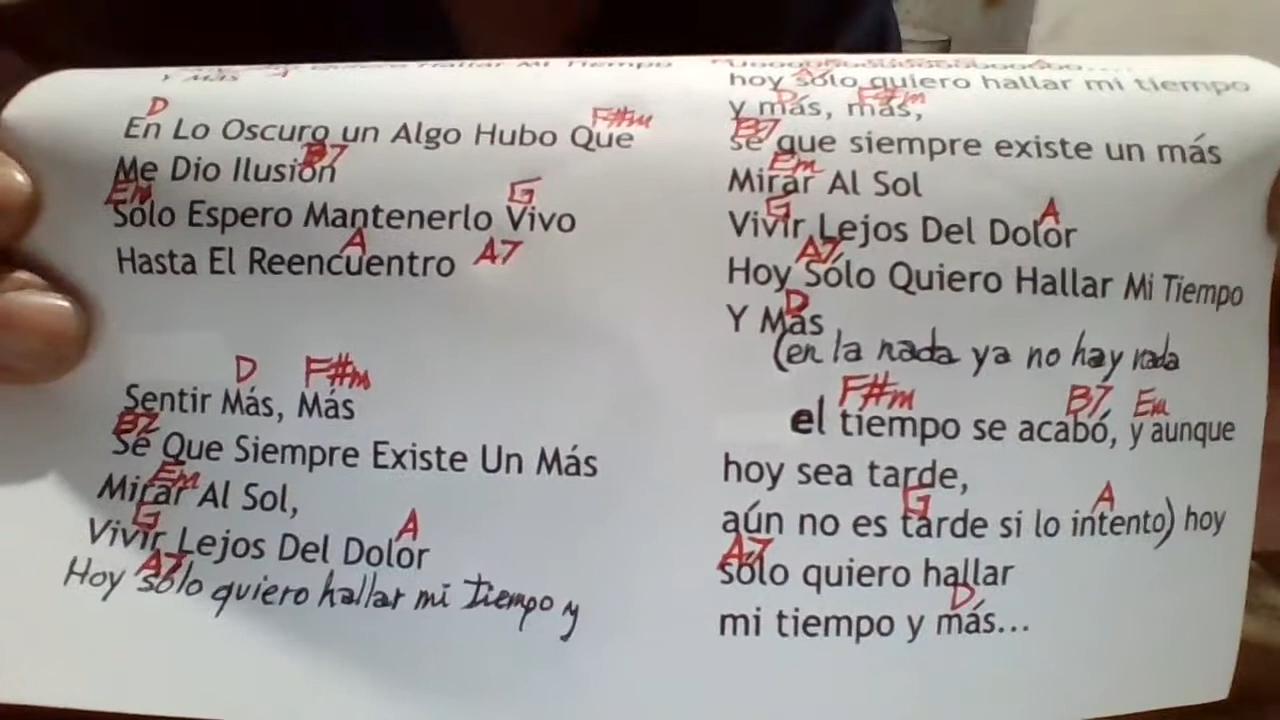 Y MÁS A
D F#m
En Lo Oscuro un Algo Hubo Que
B7
Me Dio Ilusión
Em G
Sólo Espero Mantenerlo Vivo
A A7
Hasta El Reencuentro
D F#m
Sentir Más, Más
B7
Sé Que Siempre Existe Un Más
Em
Mirar Al Sol,
G A
Vivir Lejos Del Dolor
A7
Hoy sólo quiero hallar mi tiempo y
A7
hoy sólo quiero hallar mi tiempo
D F#m
y más, más,
B7
sé que siempre existe un más
Em
Mirar Al Sol
G A
Vivir Lejos Del Dolor
A7
Hoy Sólo Quiero Hallar Mi Tiempo
D
Y Más
(en la nada ya no hay nada
F#m B7 Em
el tiempo se acabó, y aunque
hoy sea tarde,
G A
aún no es tarde si lo intento) hoy
A7
sólo quiero hallar
D
mi tiempo y más...